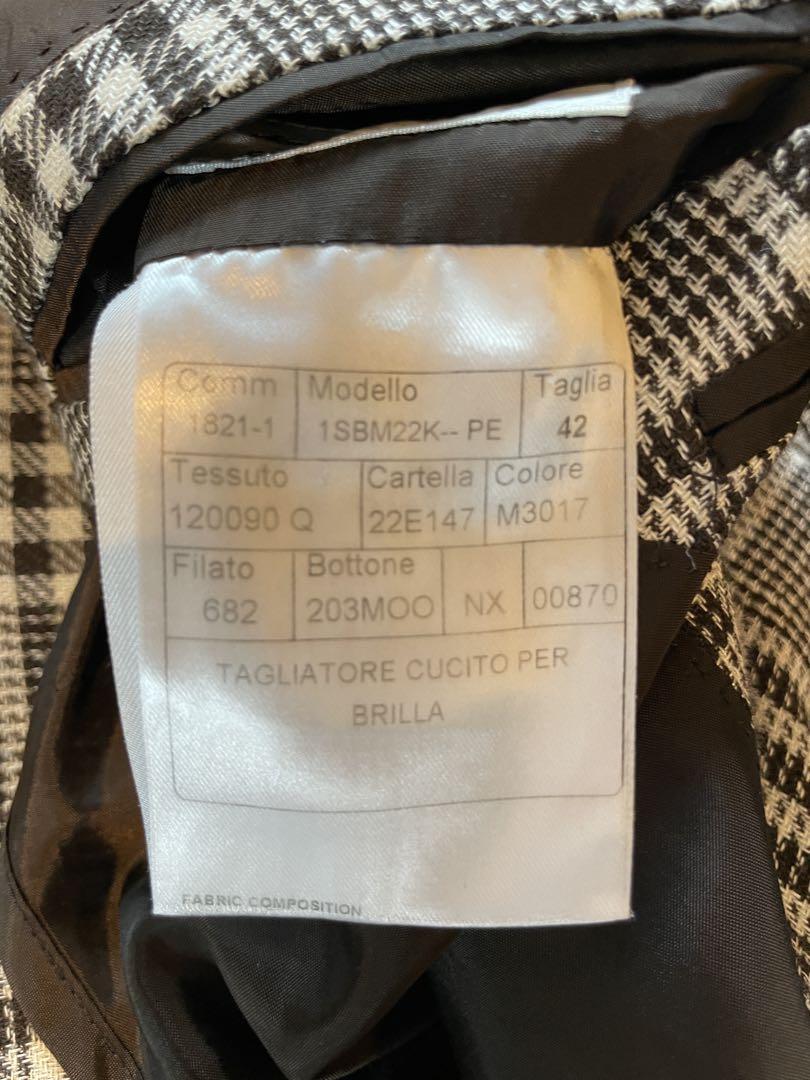 Comm Modello Taglia
1821-1 1SBM22K-- PE 42
Tessuto Cartella Colore
120090 Q 22E147 M3017
Filato Bottone
682 203MOO NX 00870
TAGLIATORE CUCITO PER
BRILLA
FABRIC COMPOSITION